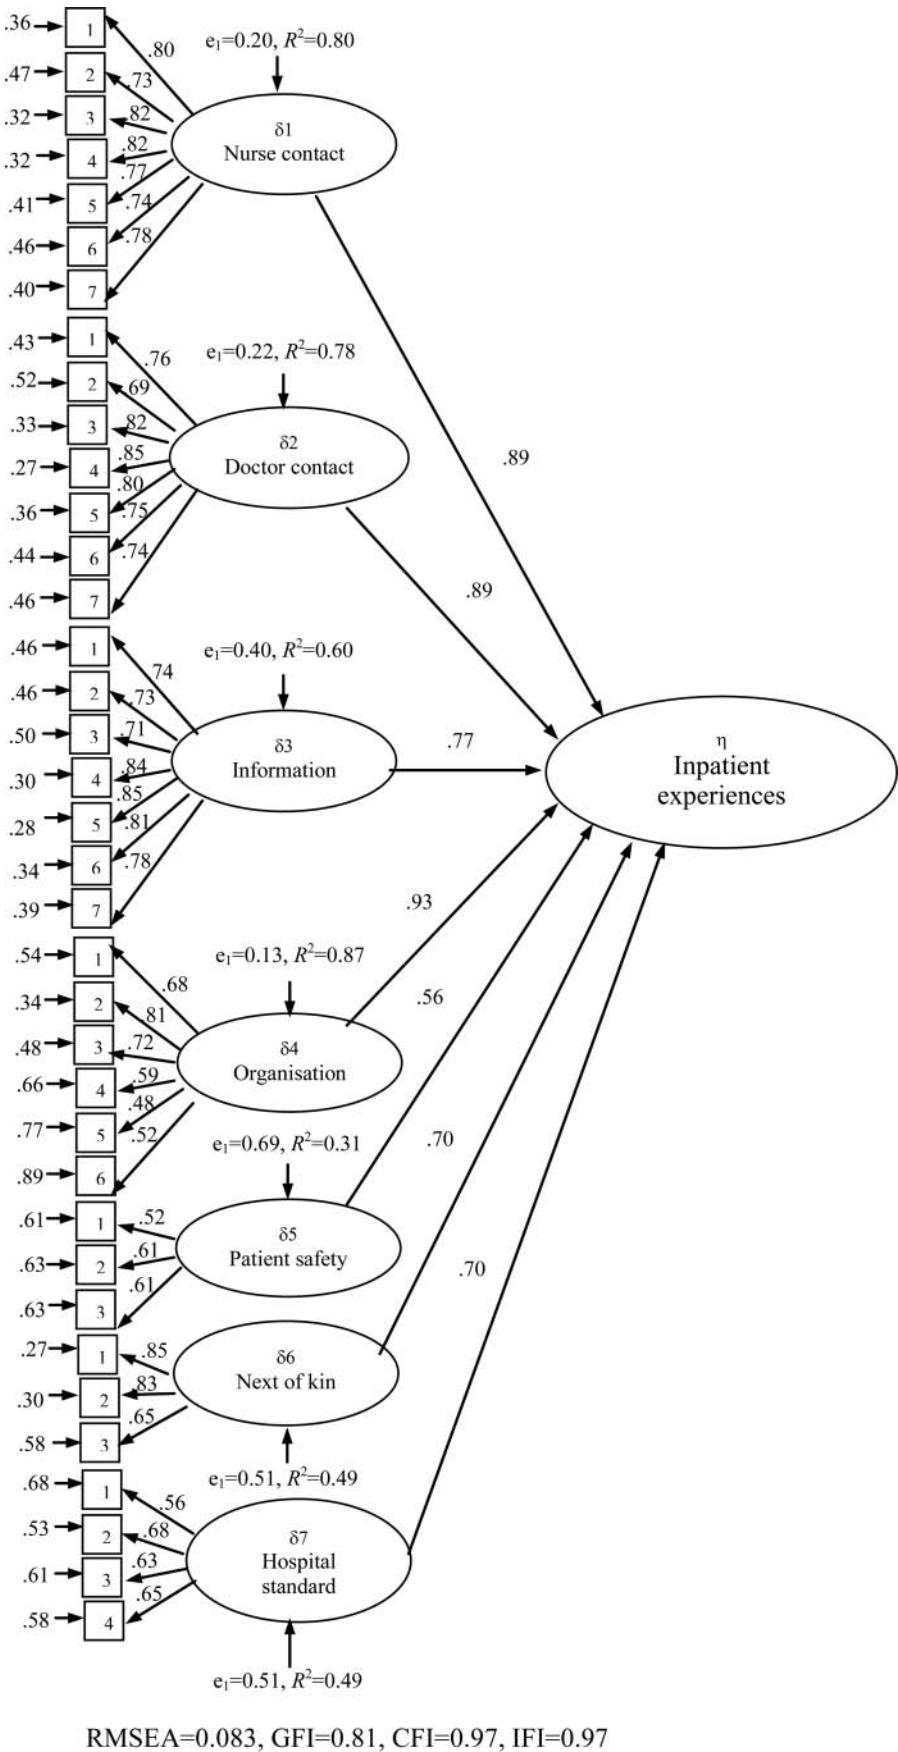 e1=0.20, R²=0.80
.36 1 .80
.47 2 .73
.32 3 .82
.32 4 .82
.41 5 .77
.46 6 .74
.40 7 .78
δ1
Nurse contact
.89
e1=0.22, R²=0.78
.43 1 .76
.52 2 .69
.33 3 .82
.27 4 .85
.36 5 .80
.44 6 .75
.46 7 .74
δ2
Doctor contact
.89
e1=0.40, R²=0.60
.46 1 .74
.46 2 .73
.50 3 .71
.30 4 .84
.28 5 .85
.34 6 .81
.39 7 .78
δ3
Information
.77
η
Inpatient
experiences
e1=0.13, R²=0.87
.54 1 .68
.34 2 .81
.48 3 .72
.66 4 .59
.77 5 .48
.89 6 .52
δ4
Organisation
.93
e1=0.69, R²=0.31
.61 1 .52
.63 2 .61
.63 3 .61
δ5
Patient safety
.56
.27 1 .85
.30 2 .83
.58 3 .65
δ6
Next of kin
.70
e1=0.51, R²=0.49
.68 1 .56
.53 2 .68
.61 3 .63
.58 4 .65
δ7
Hospital
standard
.70
e1=0.51, R²=0.49
RMSEA=0.083, GFI=0.81, CFI=0.97, IFI=0.97